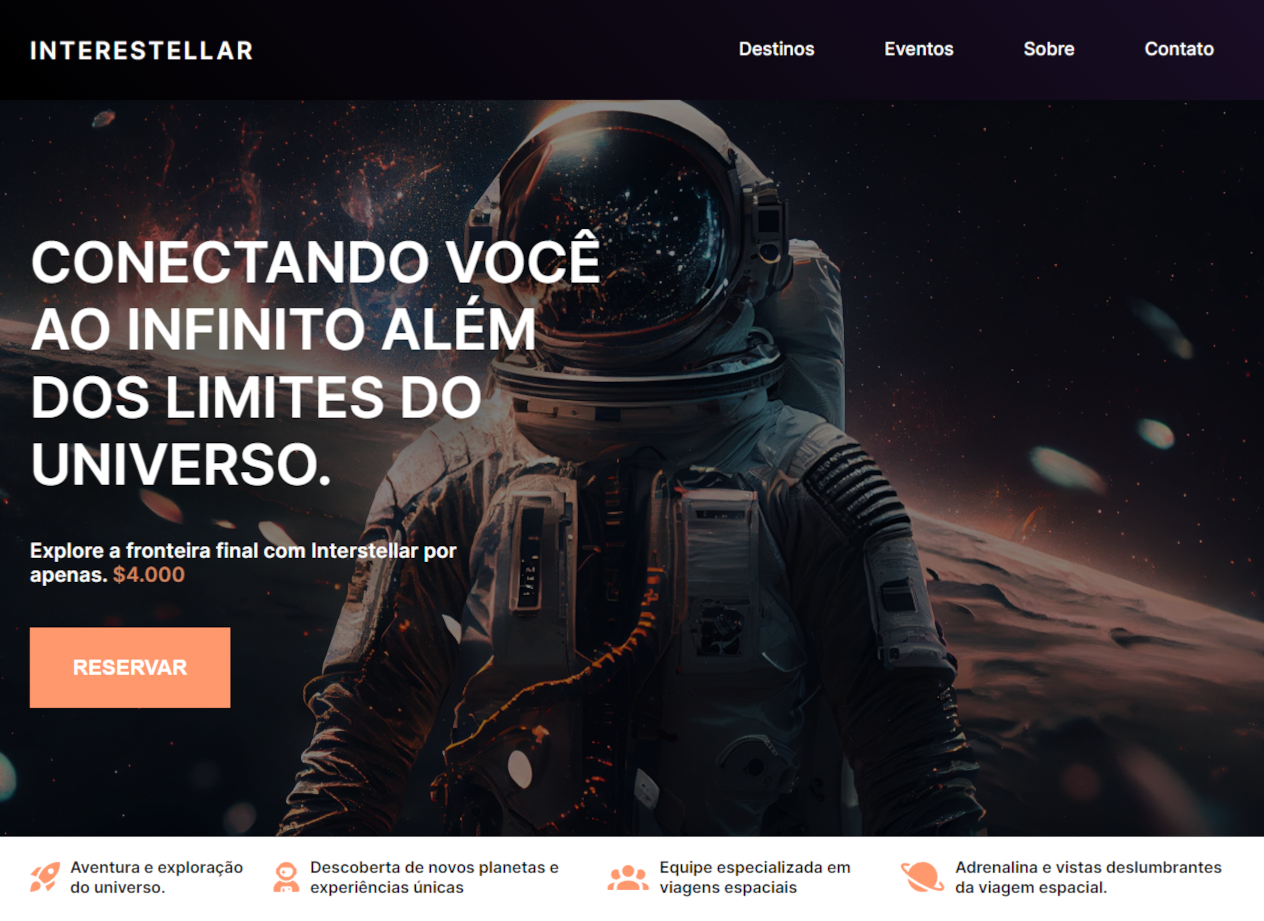 INTERESTELLAR
Destinos Eventos Sobre Contato
CONECTANDO VOCÊ
AO INFINITO ALÉM
DOS LIMITES DO
UNIVERSO.
Explore a fronteira final com Interstellar por
apenas. $4.000
RESERVAR
Aventura e exploração
do universo.
Descoberta de novos planetas e
experiências únicas
Equipe especializada em
viagens espaciais
Adrenalina e vistas deslumbrantes
da viagem espacial.